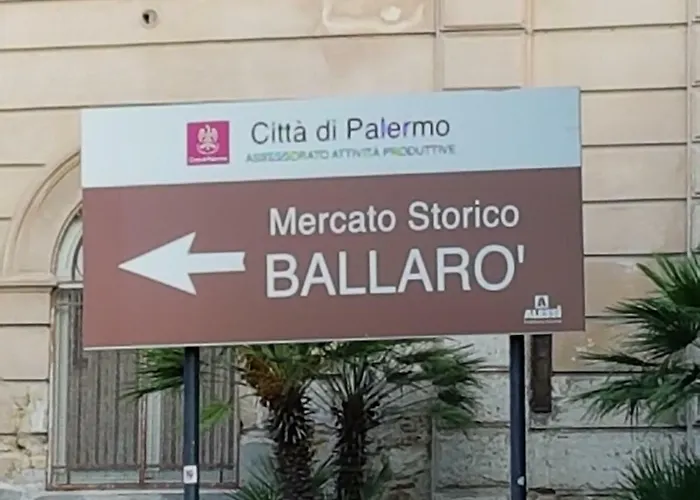 Città di Palermo
ASSESSORATO ATTIVITÀ PRODUTTIVE
Mercato Storico
BALLARO'